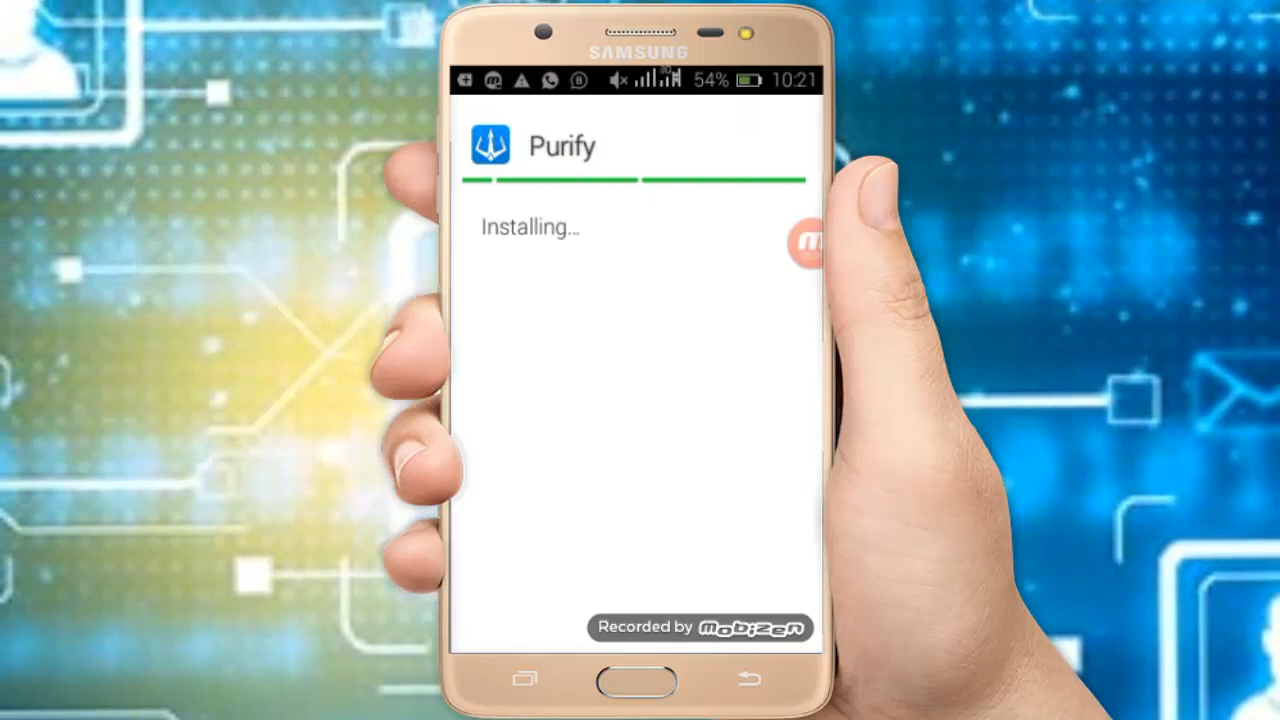 SAMSUNG
54% 10:21
Purify
Installing...
Recorded by mobizen